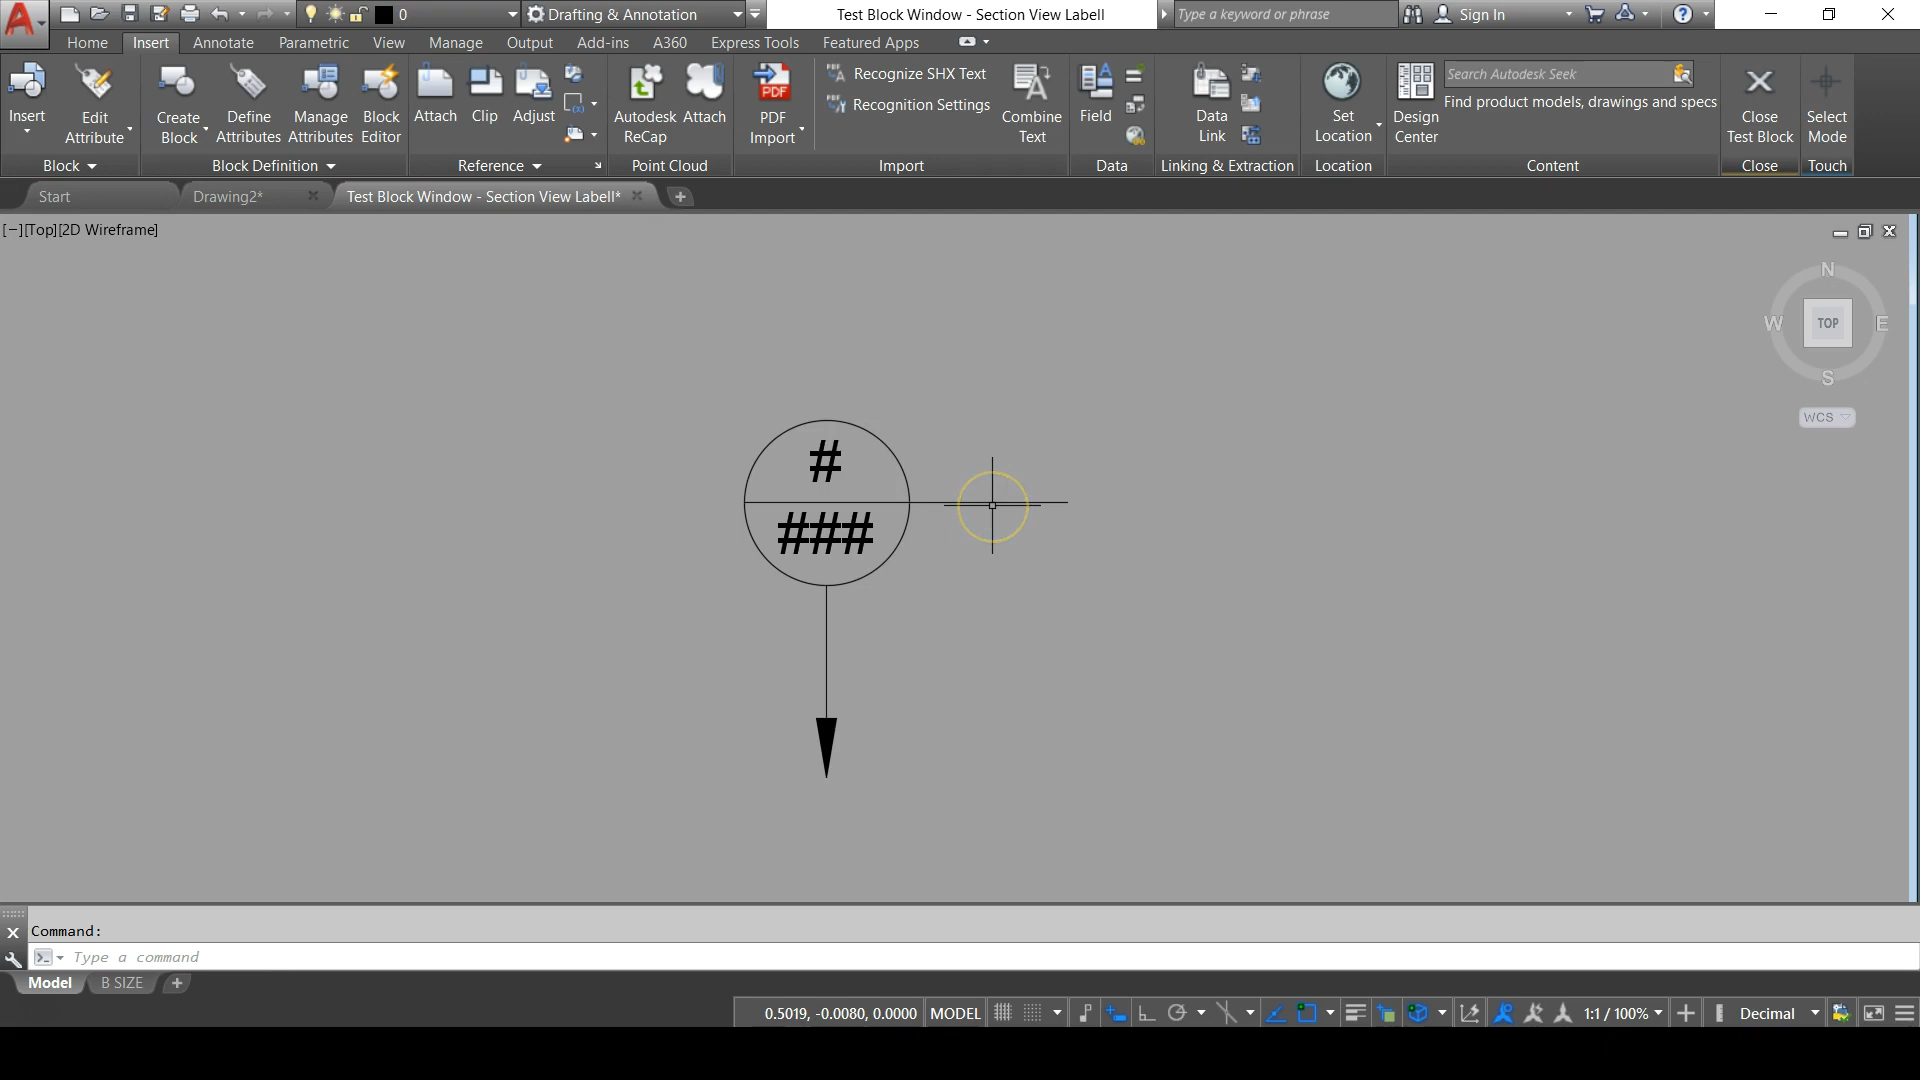 0
Drafting & Annotation
Test Block Window - Section View Labell
Type a keyword or phrase
Sign In
Home
Insert
Annotate
Parametric
View
Manage
Output
Add-ins
A360
Express Tools
Featured Apps
Insert
Edit
Attribute
Create
Block
Define
Attributes
Manage
Attributes
Block
Editor
Attach
Clip
Adjust
Autodesk
ReCap
Attach
PDF
PDF
Import
Recognize SHX Text
Recognition Settings
Combine
Text
Field
Data
Link
Set
Location
Design
Center
Search Autodesk Seek
Find product models, drawings and specs
Close
Test Block
Select
Mode
Block
Block Definition
Reference
Point Cloud
Import
Data
Linking & Extraction
Location
Content
Close
Touch
Start
Drawing2*
Test Block Window - Section View Labell*
[−][Top][2D Wireframe]
N
W
TOP
E
S
WCS
#
###
Command:
Type a command
Model
B SIZE
0.5019, -0.0080, 0.0000
MODEL
1:1 / 100%
Decimal